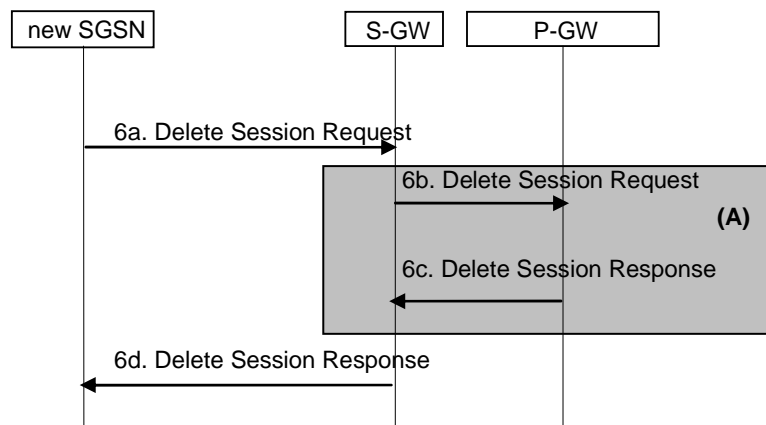 new SGSN
S-GW
P-GW
6a. Delete Session Request
6b. Delete Session Request
(A)
6c. Delete Session Response
6d. Delete Session Response